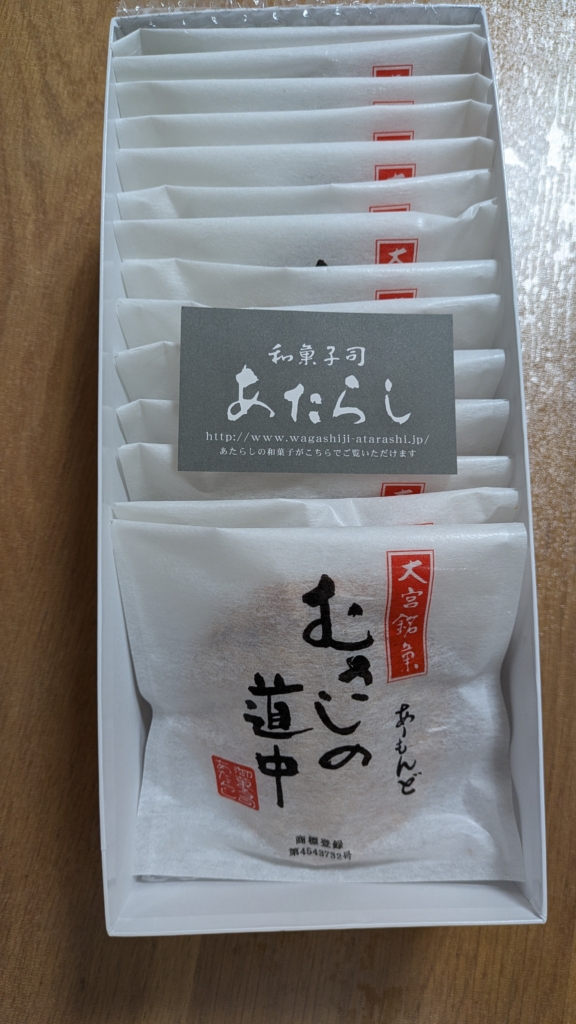 大
和菓子司
あたらし
http://www.wagashiji-atarashi.jp/
あたらしの和菓子がこちらでご覧いただけます
大
大宮銘菓
むさしの
道中
あーもんど
商標登録
第4543732号